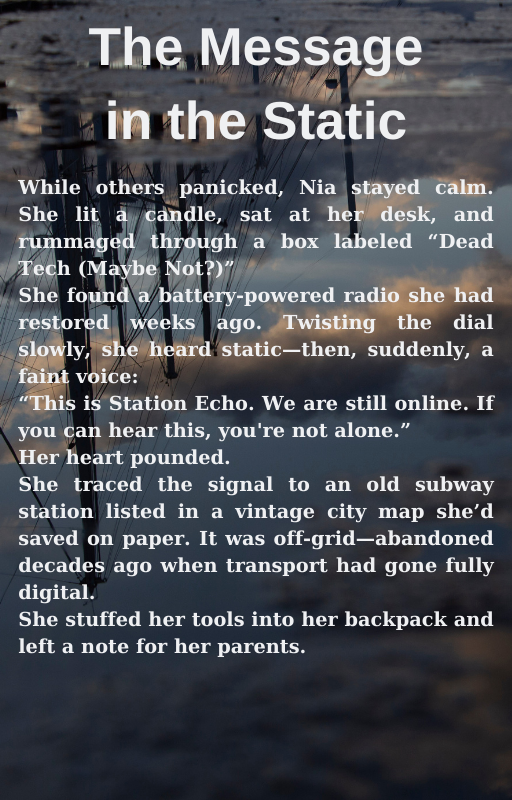 The Message
in the Static
While others panicked, Nia stayed calm.
She lit a candle, sat at her desk, and
rummaged through a box labeled “Dead
Tech (Maybe Not?)”
She found a battery-powered radio she had
restored weeks ago. Twisting the dial
slowly, she heard static—then, suddenly, a
faint voice:
“This is Station Echo. We are still online. If
you can hear this, you're not alone.”
Her heart pounded.
She traced the signal to an old subway
station listed in a vintage city map she’d
saved on paper. It was off-grid—abandoned
decades ago when transport had gone fully
digital.
She stuffed her tools into her backpack and
left a note for her parents.